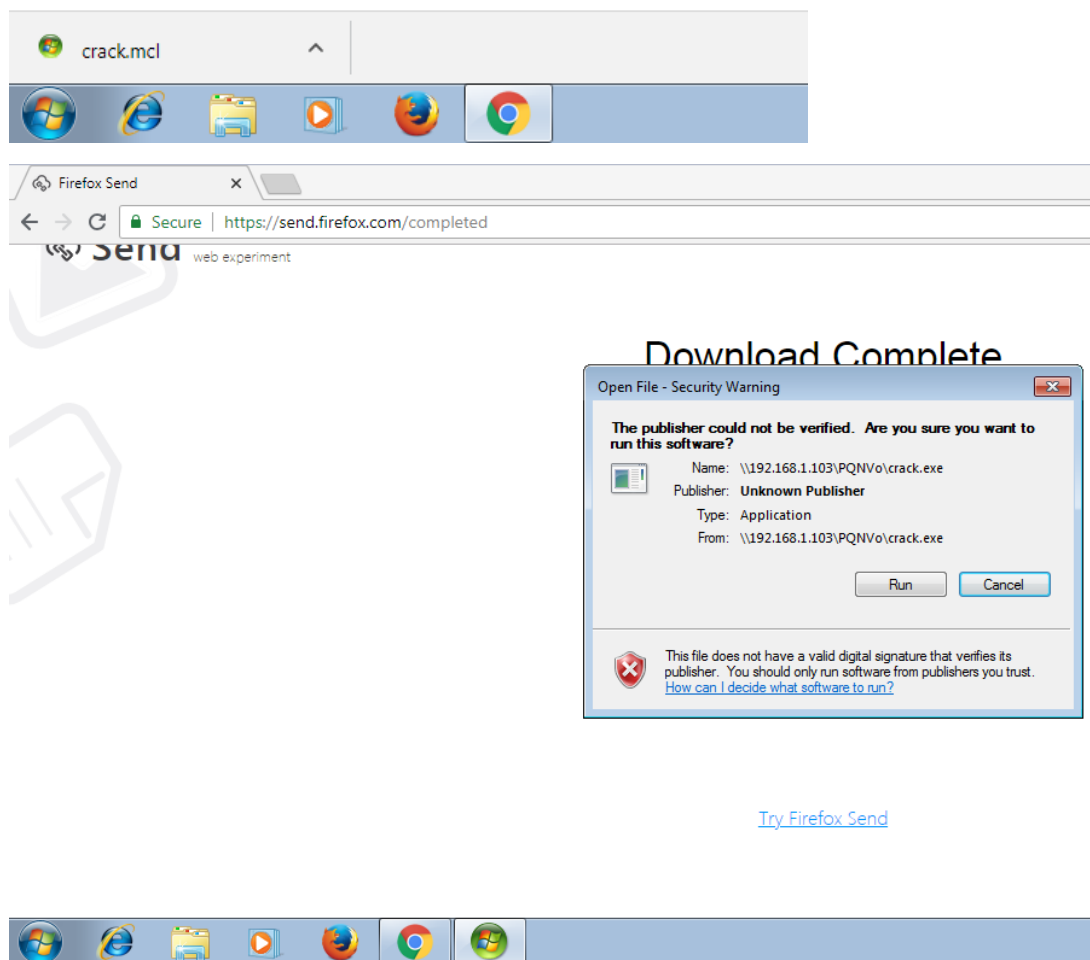 crack.mcl
Firefox Send
Secure | https://send.firefox.com/completed
Send web experiment
Download Complete
Open File - Security Warning
The publisher could not be verified. Are you sure you want to
run this software?
Name: \\192.168.1.103\PQNVo\crack.exe
Publisher: Unknown Publisher
Type: Application
From: \\192.168.1.103\PQNVo\crack.exe
Run Cancel
This file does not have a valid digital signature that verifies its
publisher. You should only run software from publishers you trust.
How can I decide what software to run?
Try Firefox Send